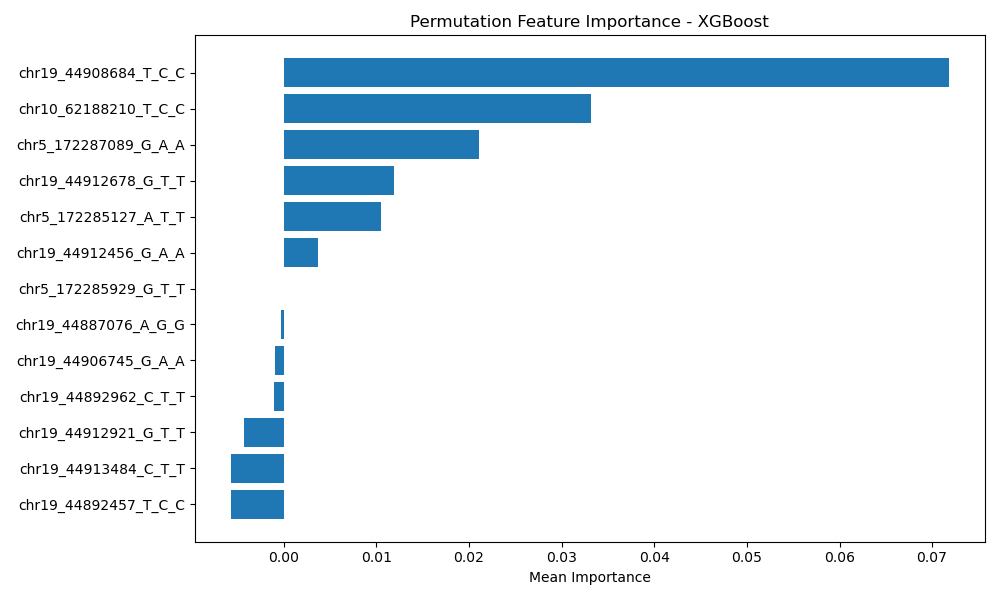 Permutation Feature Importance - XGBoost
chr19_44908684_T_C_C
chr10_62188210_T_C_C
chr5_172287089_G_A_A
chr19_44912678_G_T_T
chr5_172285127_A_T_T
chr19_44912456_G_A_A
chr5_172285929_G_T_T
chr19_44887076_A_G_G
chr19_44906745_G_A_A
chr19_44892962_C_T_T
chr19_44912921_G_T_T
chr19_44913484_C_T_T
chr19_44892457_T_C_C
0.00 0.01 0.02 0.03 0.04 0.05 0.06 0.07
Mean Importance